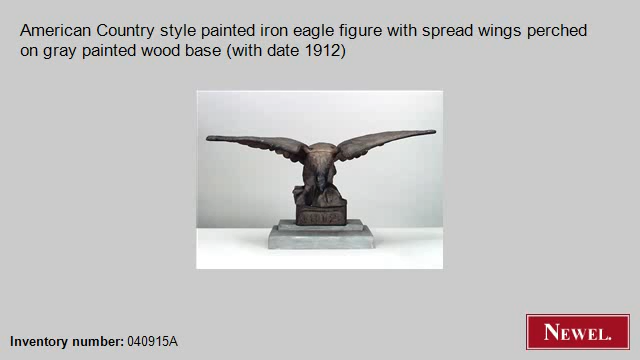 American Country style painted iron eagle figure with spread wings perched
on gray painted wood base (with date 1912)
Inventory number: 040915A
NEWEL.